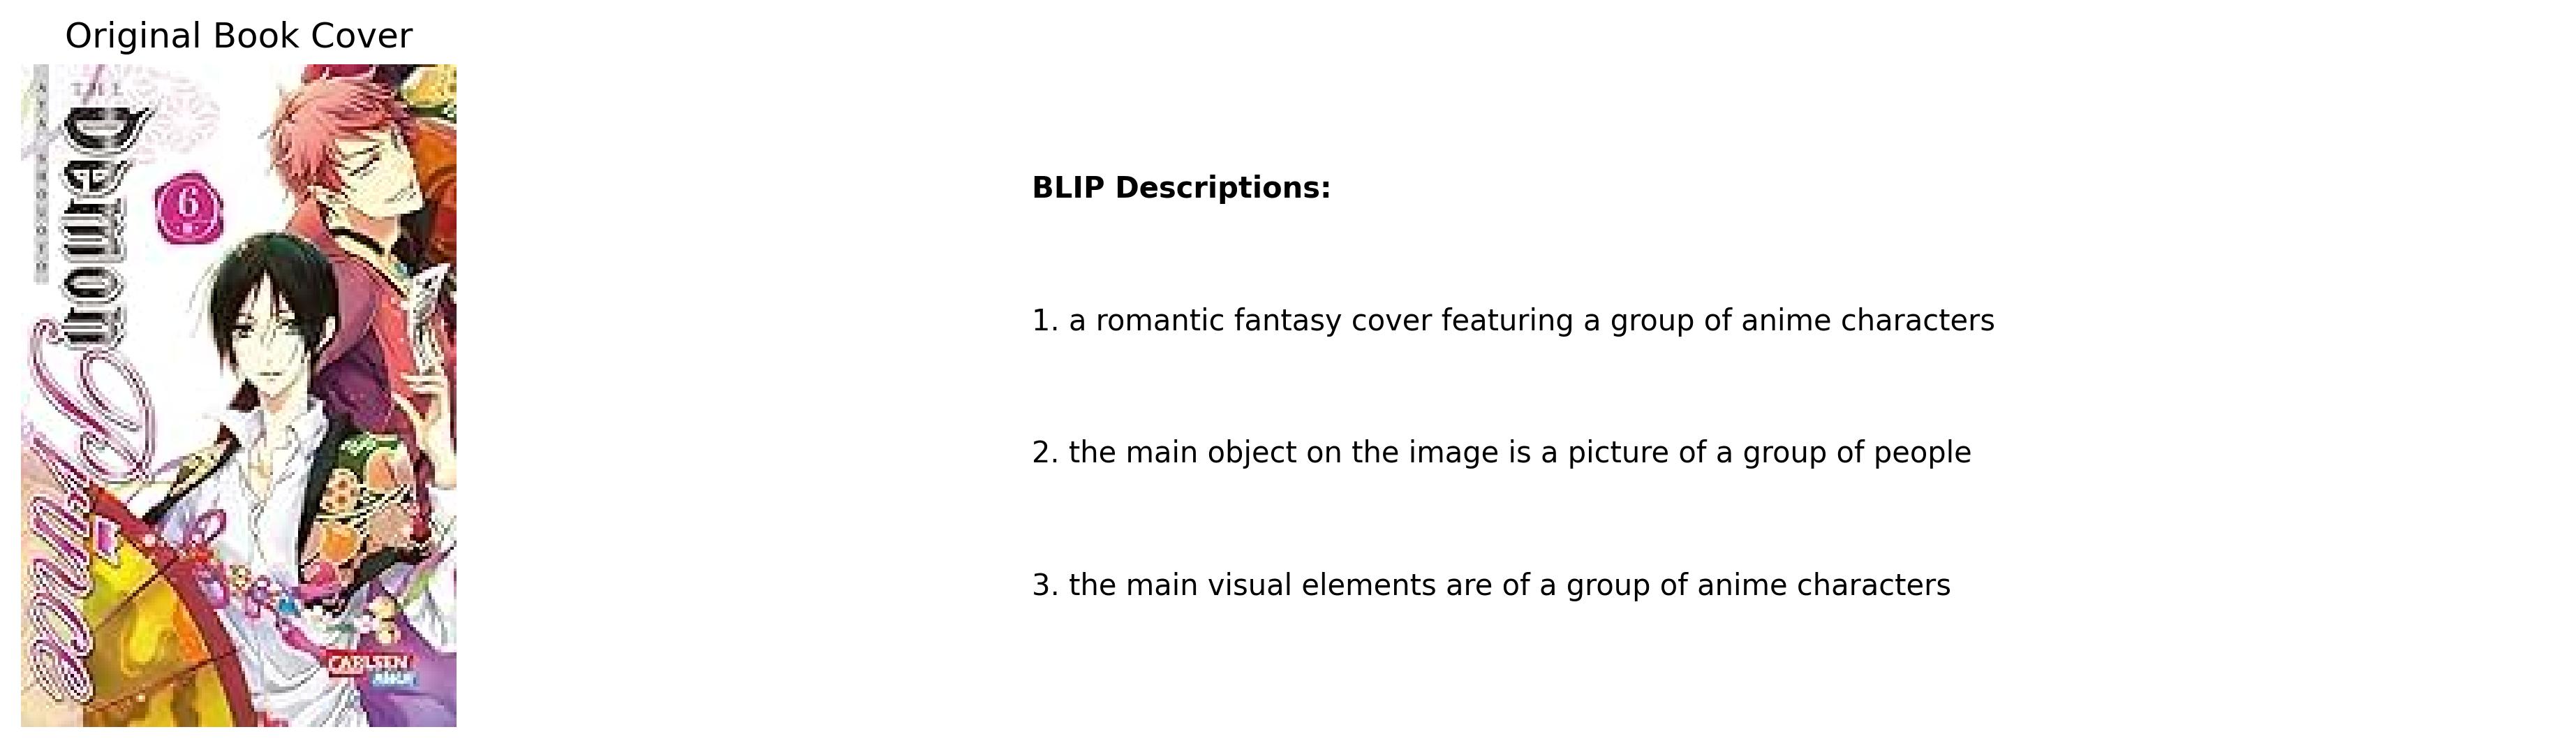 Original Book Cover
AYA SHOUOTO
THE
Demon
Prince
6
CARLSEN
MANGA
BLIP Descriptions:
1. a romantic fantasy cover featuring a group of anime characters
2. the main object on the image is a picture of a group of people
3. the main visual elements are of a group of anime characters